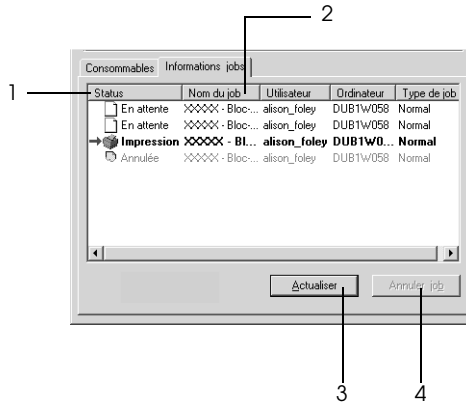 2
Consommables Informations jobs
1
Status Nom du job Utilisateur Ordinateur Type de job
En attente XXXXX - Bloc-... alison_foley DUB1W058 Normal
En attente XXXXX - Bloc-... alison_foley DUB1W058 Normal
Impression XXXXX - Bl... alison_foley DUB1W0... Normal
Annulée XXXXX - Bloc-... alison_foley DUB1W058 Normal
Actualiser Annuler job
3 4